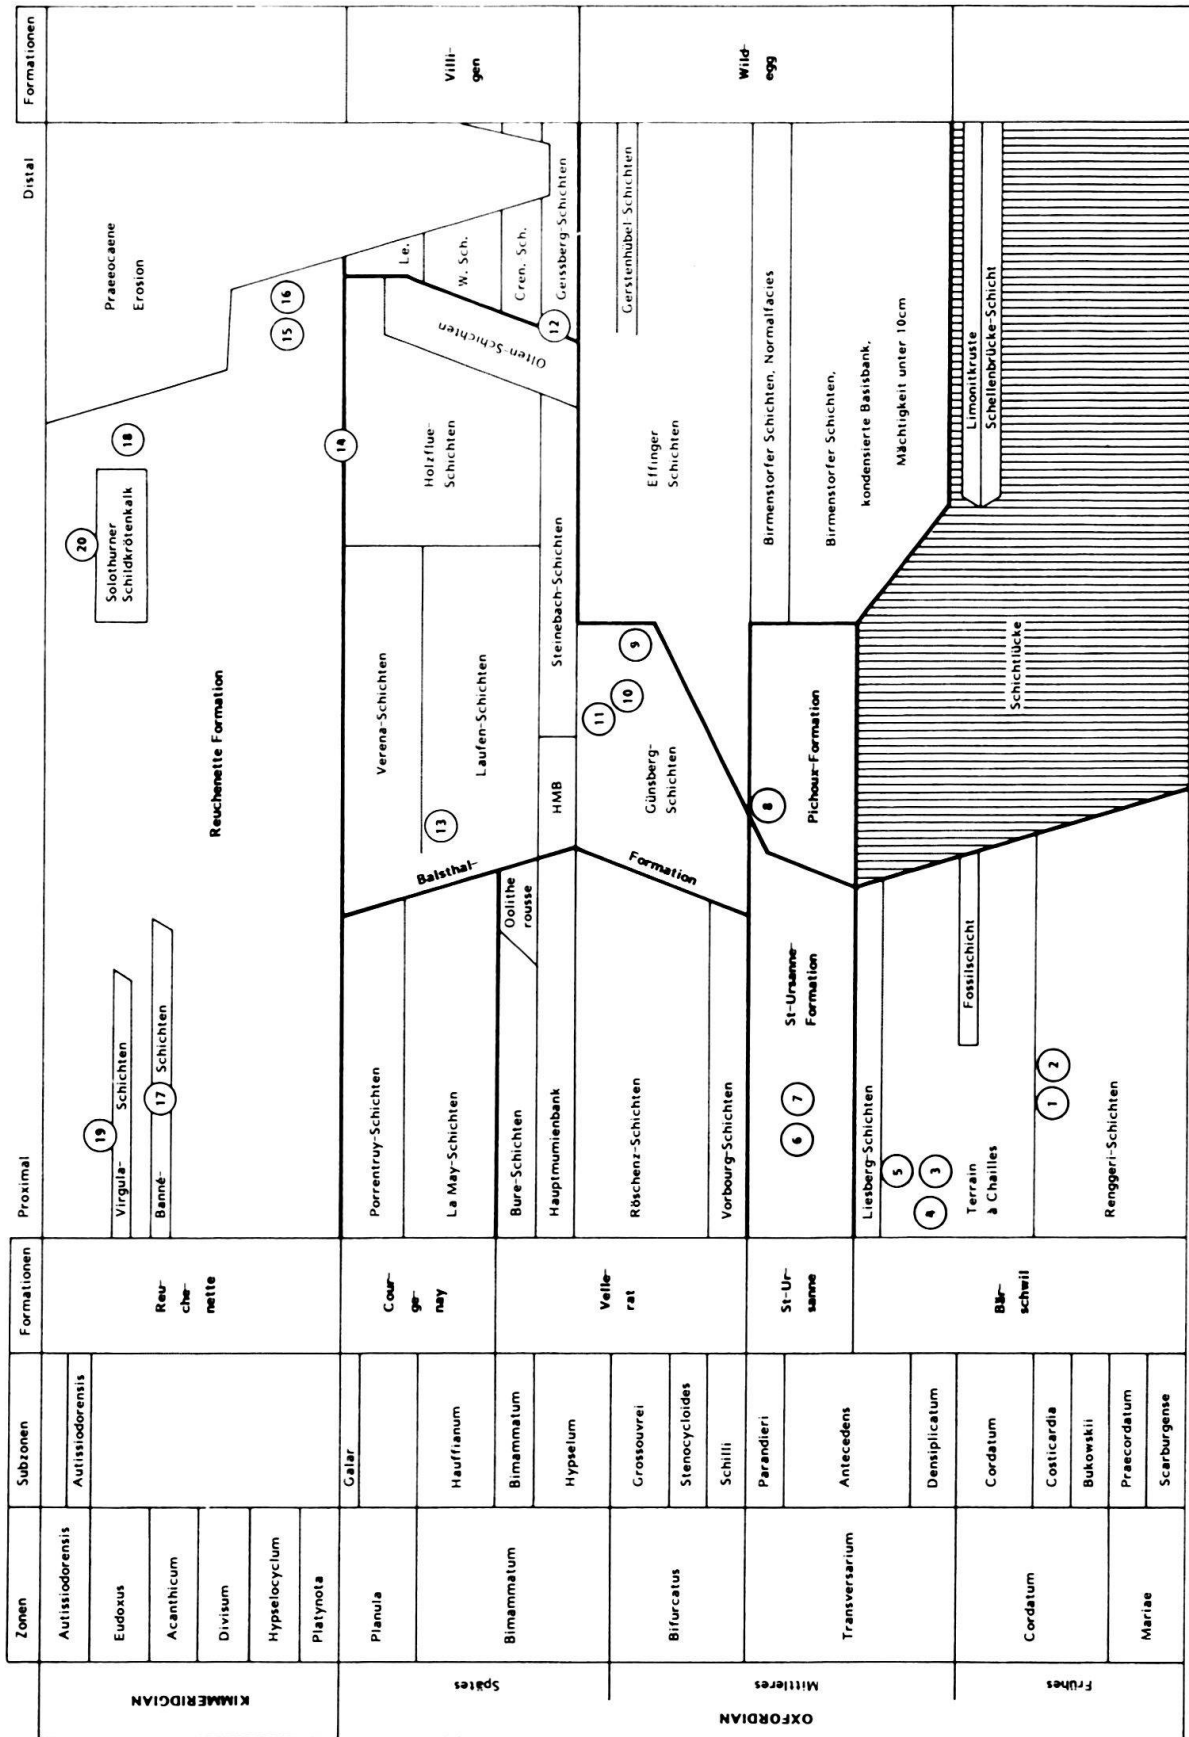 Zonen
Subzonen
Formationen
Proximal
Distal
Formationen
KIMMERIDGIAN
OXFORDIAN
Spätes
Mittleres
Frühes
Autissiodorensis
Eudoxus
Acanthicum
Divisum
Hypselocyclum
Platynota
Planula
Bimammatum
Bifurcatus
Transversarium
Cordatum
Mariae
Autissiodorensis
Galar
Hauffianum
Bimammatum
Hypselum
Grossouvrei
Stenocycloides
Schilli
Parandieri
Antecedens
Densiplicatum
Cordatum
Costicardia
Bukowskii
Praecordatum
Scarburgense
Reu-
che-
nette
Cour-
ge-
nay
Velle-
rat
St-Ur-
sanne
Bär-
schwil
Virgula- Schichten
19
Banné- 17 Schichten
Reuchenette Formation
20
Solothurner
Schildkrötenkalk
18
Praeeocaene
Erosion
15
16
Porrentruy-Schichten
La May-Schichten
Bure-Schichten
Oolithe
rousse
Hauptmumienbank
Röschenz-Schichten
Vorbourg-Schichten
Balsthal-
Formation
Verena-Schichten
13
Laufen-Schichten
HMB
Steinebach-Schichten
14
Holzflue-
Schichten
Olten-Schichten
12
Le.
W. Sch.
Cren. Sch.
Geissberg-Schichten
Günsberg-
Schichten
11
10
9
Effinger
Schichten
Gerstenhübel-Schichten
6
7
St-Ursanne
Formation
8
Pichoux-Formation
Birmenstorfer Schichten, Normalfacies
Birmenstorfer Schichten,
kondensierte Basisbank,
Mächtigkeit unter 10cm
Liesberg-Schichten
5
4
3
Terrain
à Chailles
Fossilschicht
1
2
Renggeri-Schichten
Schichtlücke
Limonitkruste
Schellenbrücke-Schicht
Villi-
gen
Wild-
egg